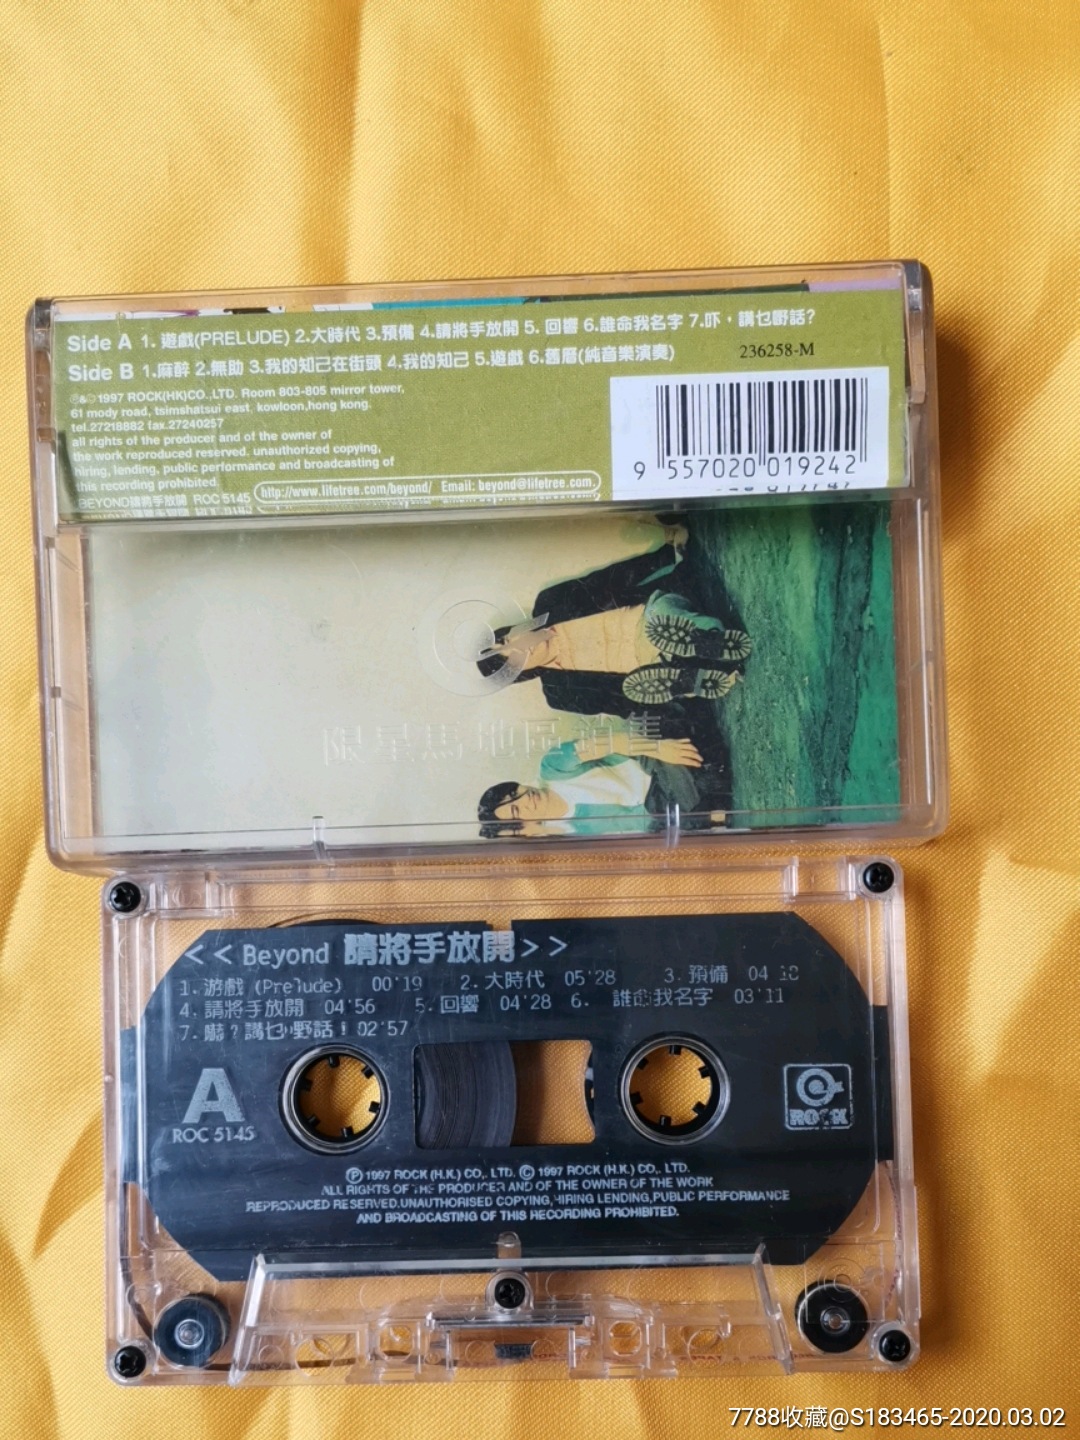 Side A 1. 遊戲(PRELUDE) 2.大時代 3.預備 4.請將手放開 5. 回響 6.誰命我名字 7.吓，講乜野話?
Side B 1.麻醉 2.無助 3.我的知己在街頭 4.我的知己 5.遊戲 6.舊曆(純音樂演奏)
236258-M
℗&© 1997 ROCK(HK)CO.,LTD. Room 803-805 mirror tower,
61 mody road, tsimshatsui east, kowloon,hong kong.
tel.27218882 fax.27240257
all rights of the producer and of the owner of
the work reproduced reserved. unauthorized copying,
hiring, lending, public performance and broadcasting of
this recording prohibited.
BEYOND請將手放開 ROC 5145
http://www.lifetree.com/beyond/ Email: beyond@lifetree.com
9 557020 019242
限星馬地區銷售
<<Beyond 請將手放開>>
1.游戲 (Prelude) 00'19 2.大時代 05'28 3.預備 04
4.請將手放開 04'56 5.回響 04'28 6. 誰命我名字 03'11
7.嚇?講乜野話! 02'57
A
ROC 5145
ROCK
℗ 1997 ROCK (H.K.) CO,. LTD. © 1997 ROCK (H.K.) CO,. LTD.
ALL RIGHTS OF THE PRODUCER AND OF THE OWNER OF THE WORK
REPRODUCED RESERVED.UNAUTHORISED COPYING,HIRING LENDING,PUBLIC PERFORMANCE
AND BROADCASTING OF THIS RECORDING PROHIBITED.
7788收藏@S183465-2020.03.02